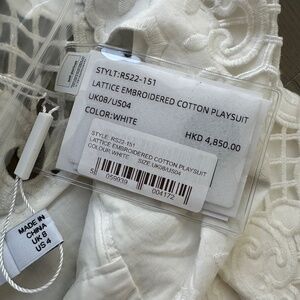 STYLT:RS22-151
LATTICE EMBROIDERED COTTON PLAYSUIT
UK08/US04
COLOR:WHITE
HKD 4,850.00
STYLE: RS22-151
LATTICE EMBROIDERED COTTON PLAYSUIT
COLOUR:WHITE SIZE:UK08/US04
004172
MADE IN
CHINA
UK 8
US 4